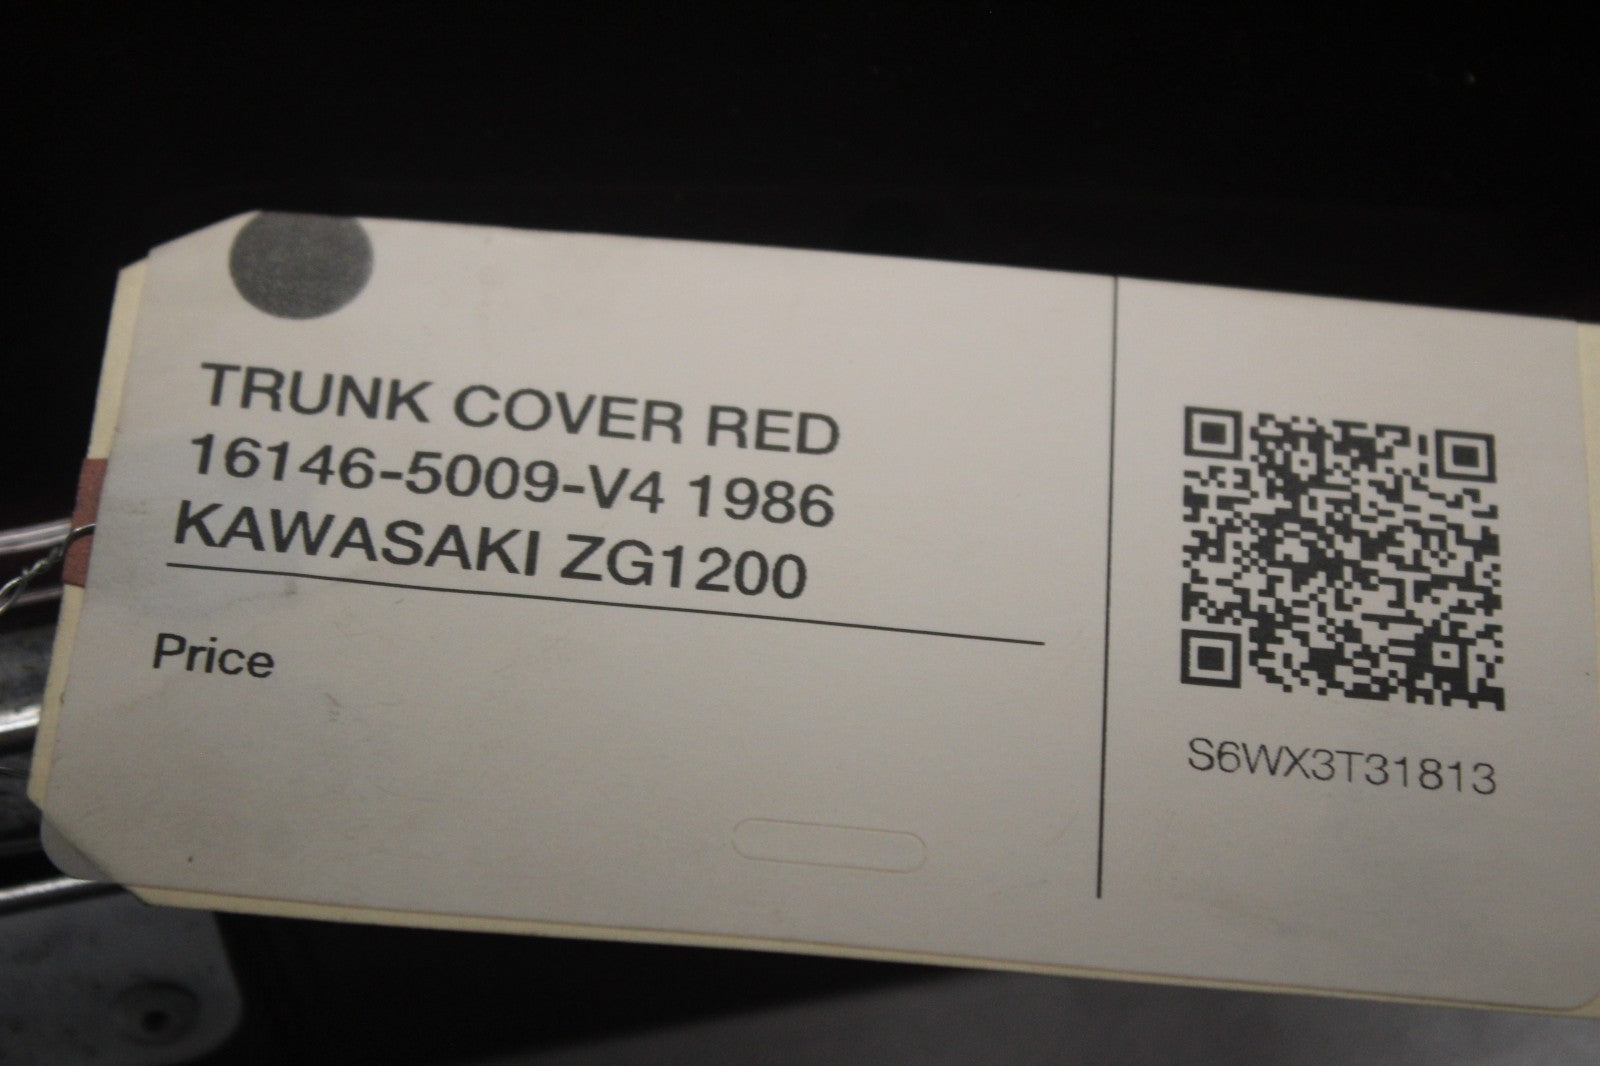 TRUNK COVER RED
16146-5009-V4 1986
KAWASAKI ZG1200
Price
S6WX3T31813